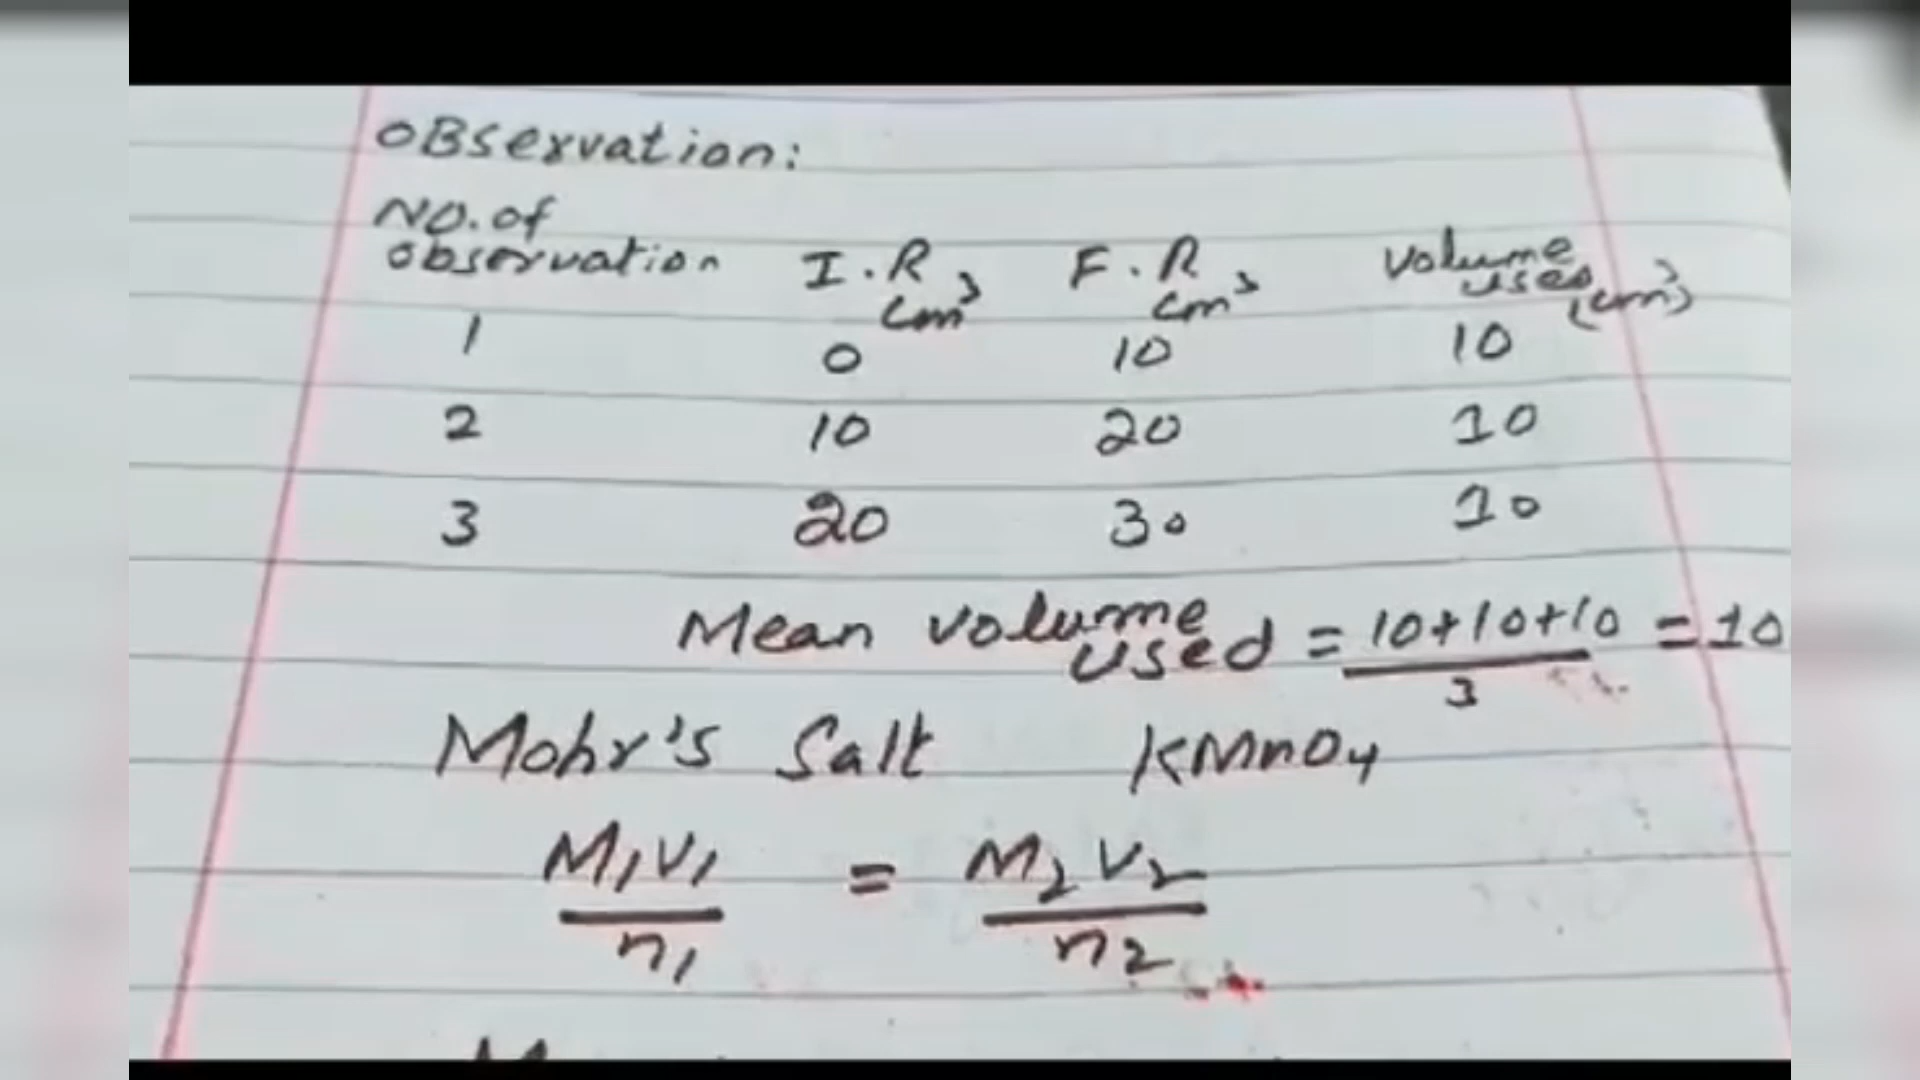 OBservation:
NO. of observation I.R cm³ F.R cm³ volume used (cm³)
1 0 10 10
2 10 20 10
3 20 30 10
Mean volume used = 10+10+10 / 3 = 10
Mohr's Salt KMnO₄
M₁V₁ / n₁ = M₂V₂ / n₂